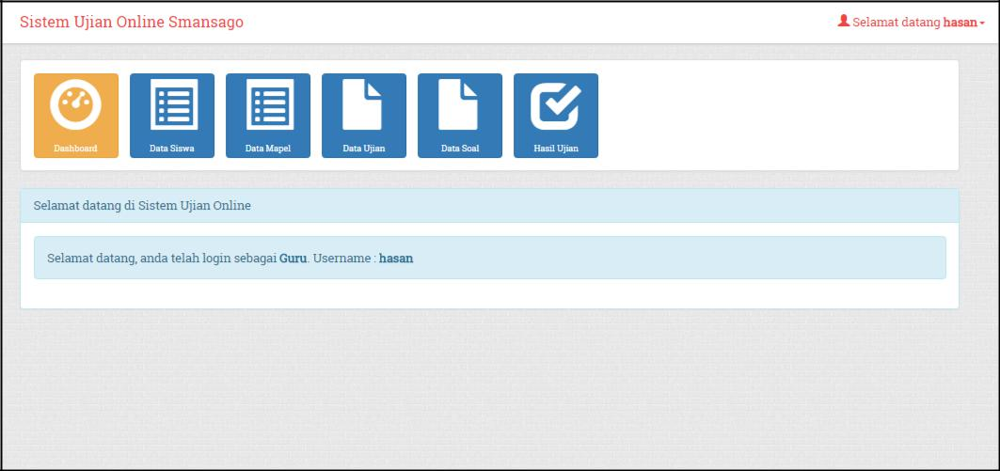 Sistem Ujian Online Smansago
Selamat datang hasan
Dashboard
Data Siswa
Data Mapel
Data Ujian
Data Soal
Hasil Ujian
Selamat datang di Sistem Ujian Online
Selamat datang, anda telah login sebagai Guru. Username : hasan